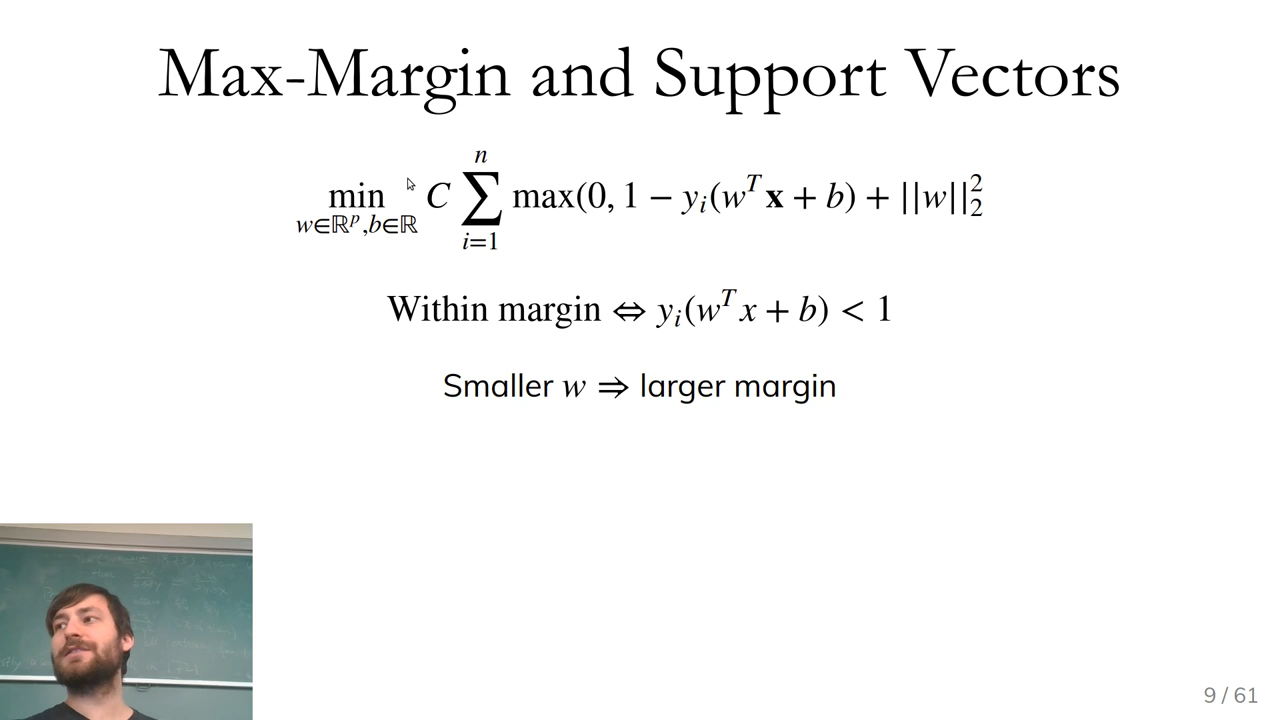 Max-Margin and Support Vectors
min_{w∈ℝ^p,b∈ℝ} C ∑_{i=1}^{n} max(0, 1 − y_i(w^T 𝐱 + b) + ||w||_2^2
Within margin ⇔ y_i(w^T x + b) < 1
Smaller w ⇒ larger margin
9 / 61